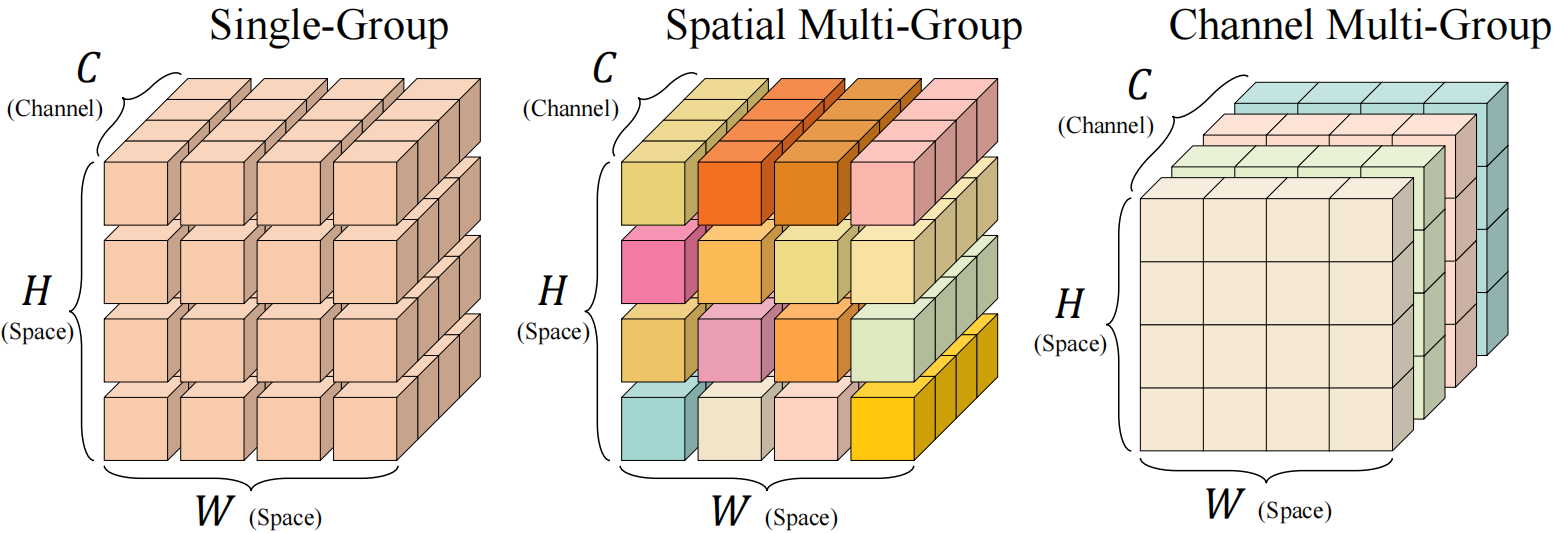 Single-Group
Spatial Multi-Group
Channel Multi-Group
C
(Channel)
H
(Space)
W (Space)
C
(Channel)
H
(Space)
W (Space)
C
(Channel)
H
(Space)
W (Space)